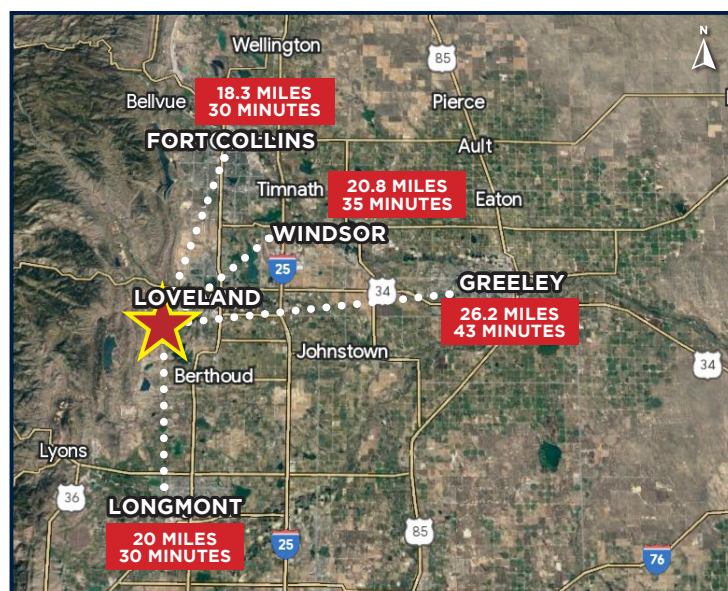 Wellington
85
N
Bellvue
18.3 MILES
30 MINUTES
Pierce
FORT COLLINS
Ault
Timnath
20.8 MILES
35 MINUTES
Eaton
WINDSOR
25
LOVELAND
34
GREELEY
26.2 MILES
43 MINUTES
Johnstown
34
Berthoud
Lyons
36
LONGMONT
20 MILES
30 MINUTES
25
85
76